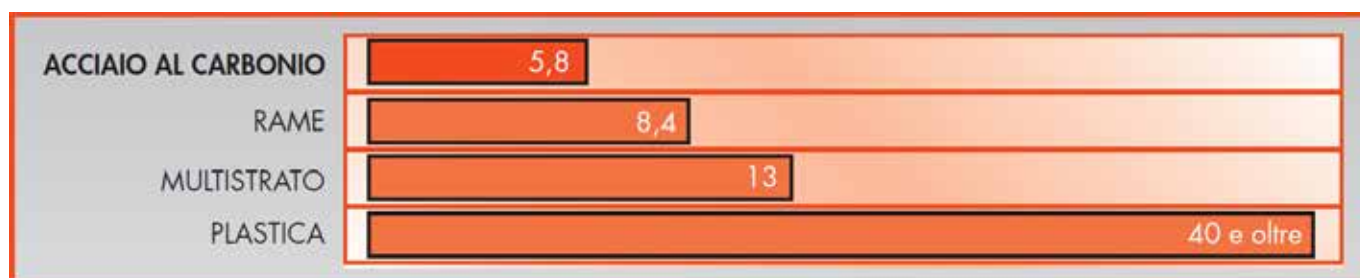 ACCIAIO AL CARBONIO 5,8
RAME 8,4
MULTISTRATO 13
PLASTICA 40 e oltre